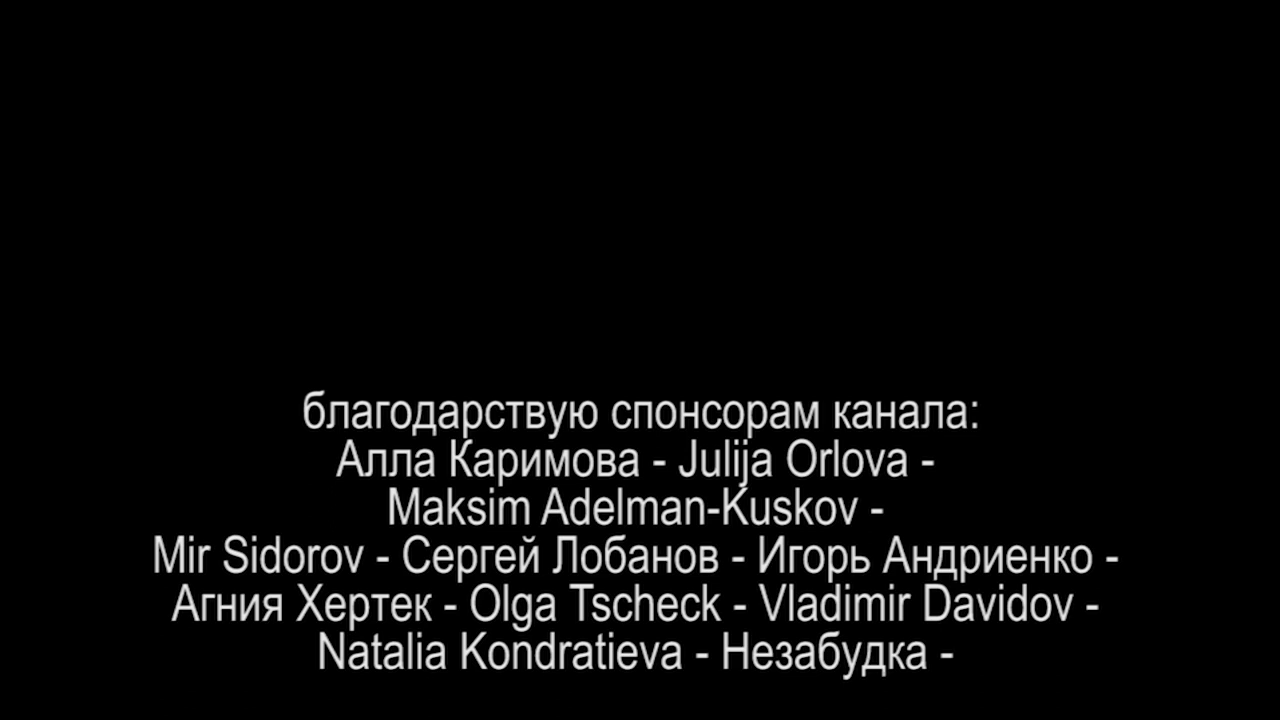 благодарствую спонсорам канала:
Алла Каримова - Julija Orlova -
Maksim Adelman-Kuskov -
Mir Sidorov - Сергей Лобанов - Игорь Андриенко -
Агния Хертек - Olga Tscheck - Vladimir Davidov -
Natalia Kondratieva - Незабудка -